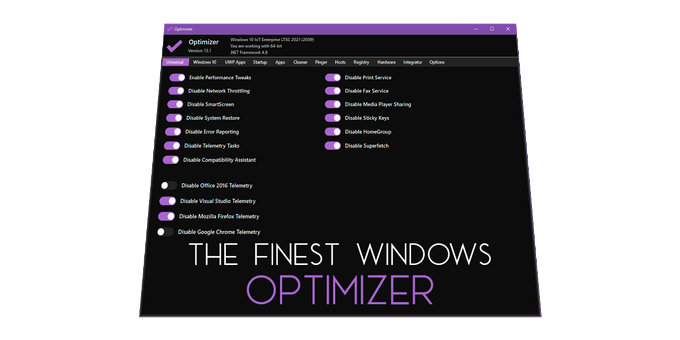 Optimizer
Optimizer
Version: 13.1
Windows 10 IoT Enterprise LTSC 2021 (2009)
You are working with 64-bit
.NET Framework 4.8
Universal Windows 10 UWP Apps Startup Apps Cleaner Pinger Hosts Registry Hardware Integrator Options
Enable Performance Tweaks
Disable Network Throttling
Disable SmartScreen
Disable System Restore
Disable Error Reporting
Disable Telemetry Tasks
Disable Compatibility Assistant
Disable Print Service
Disable Fax Service
Disable Media Player Sharing
Disable Sticky Keys
Disable HomeGroup
Disable Superfetch
Disable Office 2016 Telemetry
Disable Visual Studio Telemetry
Disable Mozilla Firefox Telemetry
Disable Google Chrome Telemetry
THE FINEST WINDOWS
OPTIMIZER